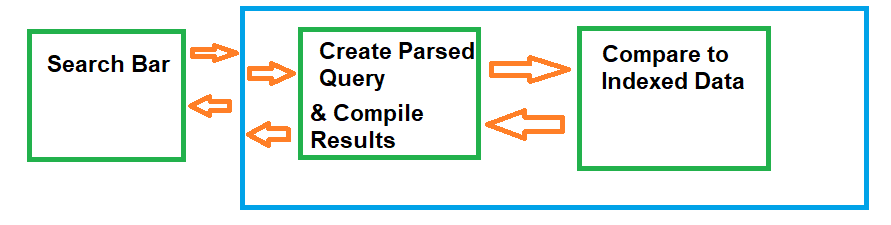 Search Bar
Create Parsed
Query
& Compile
Results
Compare to
Indexed Data